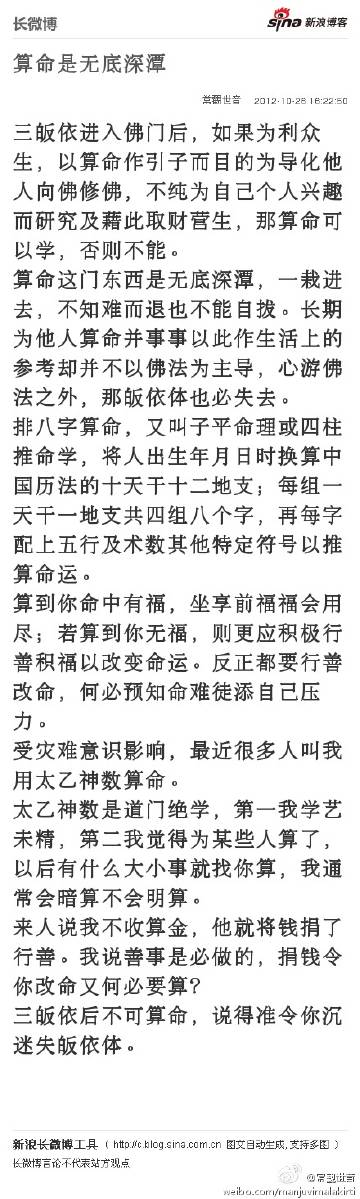 长微博
sina 新浪博客
算命是无底深潭
常翻世音 2012-10-26 16:22:50
三皈依进入佛门后，如果为利众
生，以算命作引子而目的为导化他
人向佛修佛，不纯为自己个人兴趣
而研究及藉此取财营生，那算命可
以学，否则不能。
算命这门东西是无底深潭，一栽进
去，不知难而退也不能自拨。长期
为他人算命并事事以此作生活上的
参考却并不以佛法为主导，心游佛
法之外，那皈依体也必失去。
排八字算命，又叫子平命理或四柱
推命学，将人出生年月日时换算中
国历法的十天干十二地支；每组一
天干一地支共四组八个字，再每字
配上五行及术数其他特定符号以推
算命运。
算到你命中有福，坐享前福福会用
尽；若算到你无福，则更应积极行
善积福以改变命运。反正都要行善
改命，何必预知命难徒添自己压
力。
受灾难意识影响，最近很多人叫我
用太乙神数算命。
太乙神数是道门绝学，第一我学艺
未精，第二我觉得为某些人算了，
以后有什么大小事就找你算，我通
常会暗算不会明算。
来人说我不收算金，他就将钱捐了
行善。我说善事是必做的，捐钱令
你改命又何必要算？
三皈依后不可算命，说得准令你沉
迷失皈依体。
新浪长微博工具 （ http://c.blog.sina.com.cn 图文自动生成,支持多图 ）
长微博言论不代表站方观点
weibo.com/manjuvimalakirti